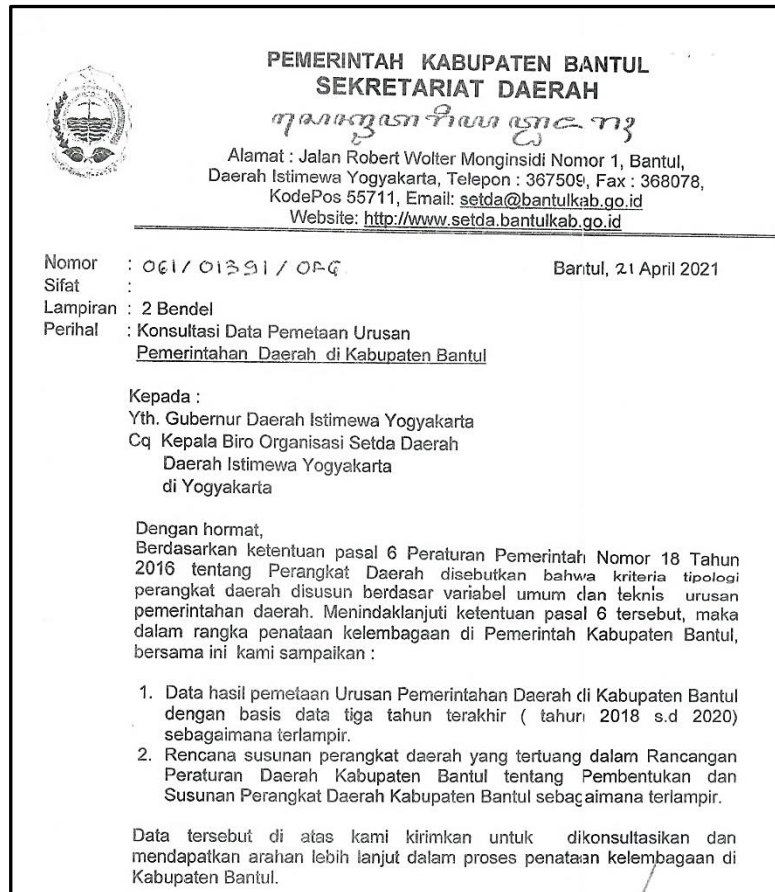 PEMERINTAH KABUPATEN BANTUL
SEKRETARIAT DAERAH
Alamat : Jalan Robert Wolter Monginsidi Nomor 1, Bantul,
Daerah Istimewa Yogyakarta, Telepon : 367509, Fax : 368078,
KodePos 55711, Email: setda@bantulkab.go.id
Website: http://www.setda.bantulkab.go.id
Nomor : 061/01391/ORG
Bantul, 21 April 2021
Sifat :
Lampiran : 2 Bendel
Perihal : Konsultasi Data Pemetaan Urusan
Pemerintahan Daerah di Kabupaten Bantul
Kepada :
Yth. Gubernur Daerah Istimewa Yogyakarta
Cq Kepala Biro Organisasi Setda Daerah
Daerah Istimewa Yogyakarta
di Yogyakarta
Dengan hormat,
Berdasarkan ketentuan pasal 6 Peraturan Pemerintah Nomor 18 Tahun
2016 tentang Perangkat Daerah disebutkan bahwa kriteria tipologi
perangkat daerah disusun berdasar variabel umum dan teknis urusan
pemerintahan daerah. Menindaklanjuti ketentuan pasal 6 tersebut, maka
dalam rangka penataan kelembagaan di Pemerintah Kabupaten Bantul,
bersama ini kami sampaikan :
1. Data hasil pemetaan Urusan Pemerintahan Daerah di Kabupaten Bantul
dengan basis data tiga tahun terakhir ( tahun 2018 s.d 2020)
sebagaimana terlampir.
2. Rencana susunan perangkat daerah yang tertuang dalam Rancangan
Peraturan Daerah Kabupaten Bantul tentang Pembentukan dan
Susunan Perangkat Daerah Kabupaten Bantul sebagaimana terlampir.
Data tersebut di atas kami kirimkan untuk dikonsultasikan dan
mendapatkan arahan lebih lanjut dalam proses penataan kelembagaan di
Kabupaten Bantul.